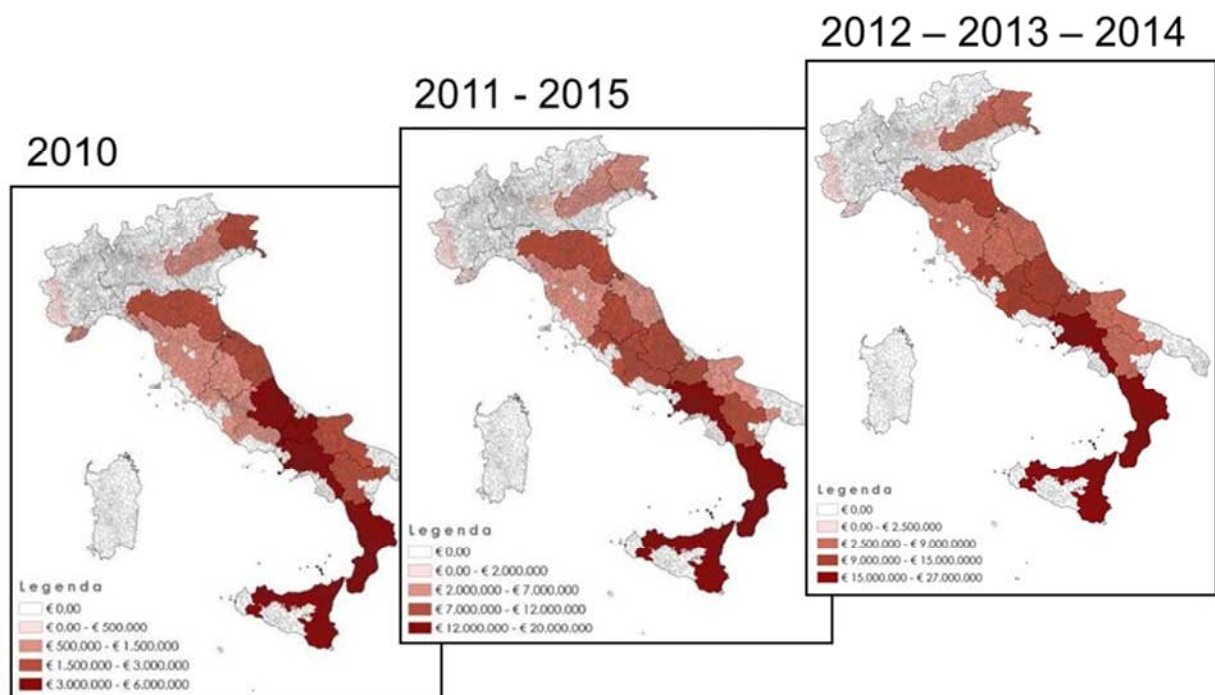 2010
Legenda
€ 0.00
€ 0.00 - € 500.000
€ 500.000 - € 1.500.000
€ 1.500.000 - € 3.000.000
€ 3.000.000 - € 6.000.000
2011 - 2015
Legenda
€ 0.00
€ 0.00 - € 2.000.000
€ 2.000.000 - € 7.000.000
€ 7.000.000 - € 12.000.000
€ 12.000.000 - € 20.000.000
2012 – 2013 – 2014
Legenda
€ 0.00
€ 0.00 - € 2.500.000
€ 2.500.000 - € 9.000.0000
€ 9.000.000 - € 15.000.0000
€ 15.000.000 - € 27.000.000